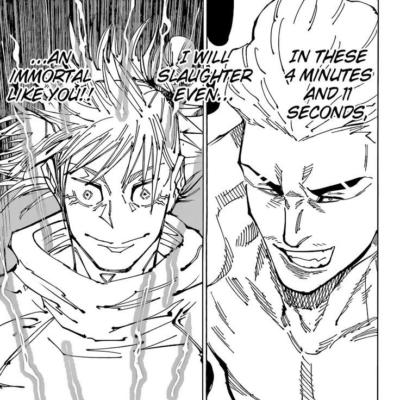 IN THESE
4 MINUTES
AND 11
SECONDS,
I WILL
SLAUGHTER
EVEN...
...AN
IMMORTAL
LIKE YOU!!